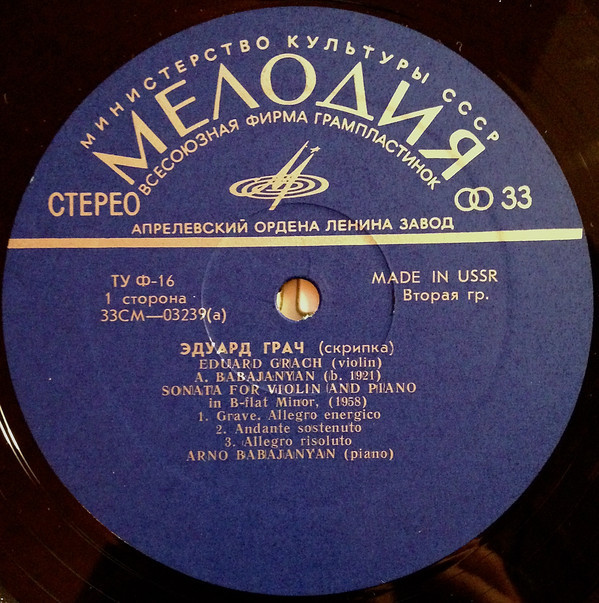 МИНИСТЕРСТВО КУЛЬТУРЫ СССР
МЕЛОДИЯ
ВСЕСОЮЗНАЯ ФИРМА ГРАМПЛАСТИНОК
СТЕРЕО
33
АПРЕЛЕВСКИЙ ОРДЕНА ЛЕНИНА ЗАВОД
ТУ Ф-16
1 сторона
33СМ—03239(а)
MADE IN USSR
Вторая гр.
ЭДУАРД ГРАЧ (скрипка)
EDUARD GRACH (violin)
A. BABAJANYAN (b. 1921)
SONATA FOR VIOLIN AND PIANO
in B-flat Minor, (1958)
1. Grave. Allegro energico
2. Andante sostenuto
3. Allegro risoluto
ARNO BABAJANYAN (piano)